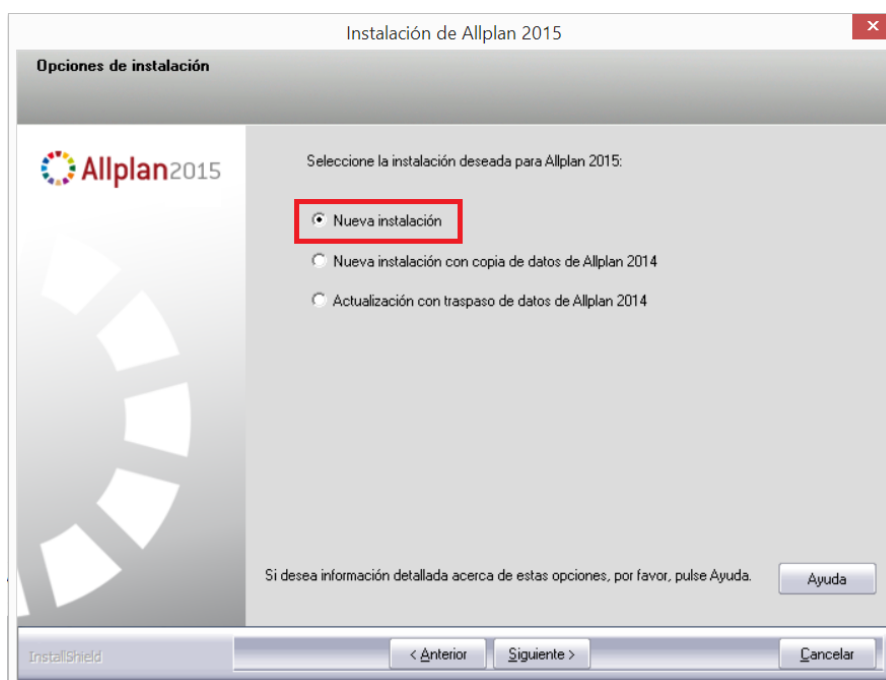 Instalación de Allplan 2015
Opciones de instalación
Allplan2015
Seleccione la instalación deseada para Allplan 2015:
Nueva instalación
Nueva instalación con copia de datos de Allplan 2014
Actualización con traspaso de datos de Allplan 2014
Si desea información detallada acerca de estas opciones, por favor, pulse Ayuda.
Ayuda
InstallShield
< Anterior
Siguiente >
Cancelar